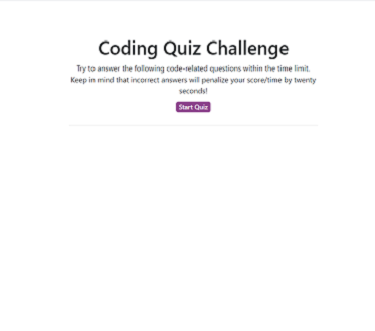 Coding Quiz Challenge
Try to answer the following code-related questions within the time limit.
Keep in mind that incorrect answers will penalize your score/time by twenty
seconds!
Start Quiz